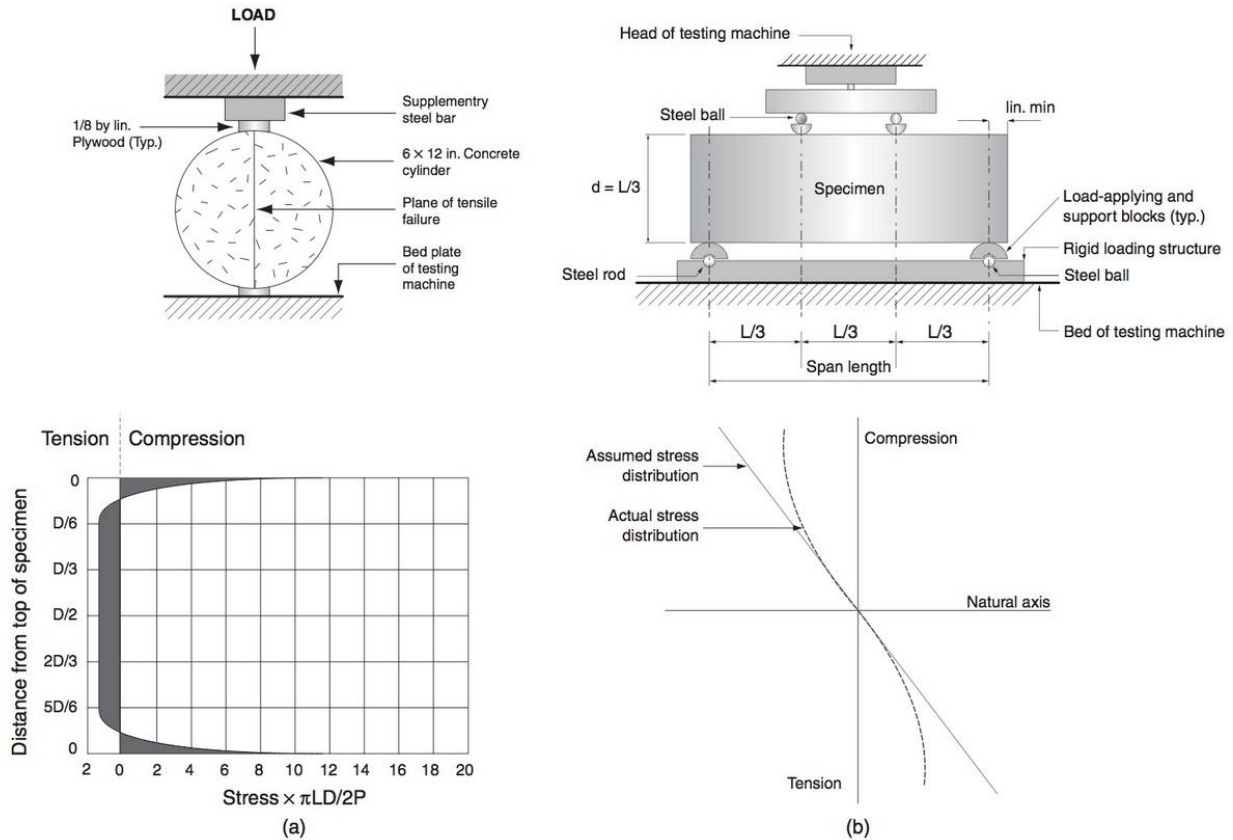 LOAD
Supplementry
steel bar
1/8 by lin.
Plywood (Typ.)
6 × 12 in. Concrete
cylinder
Plane of tensile
failure
Bed plate
of testing
machine
Head of testing machine
Steel ball
lin. min
d = L/3
Specimen
Load-applying and
support blocks (typ.)
Rigid loading structure
Steel rod
Steel ball
L/3 L/3 L/3
Bed of testing machine
Span length
Tension Compression
Distance from top of specimen
0
D/6
D/3
D/2
2D/3
5D/6
0
2 0 2 4 6 8 10 12 14 16 18 20
Stress × πLD/2P
(a)
Compression
Assumed stress
distribution
Actual stress
distribution
Natural axis
Tension
(b)